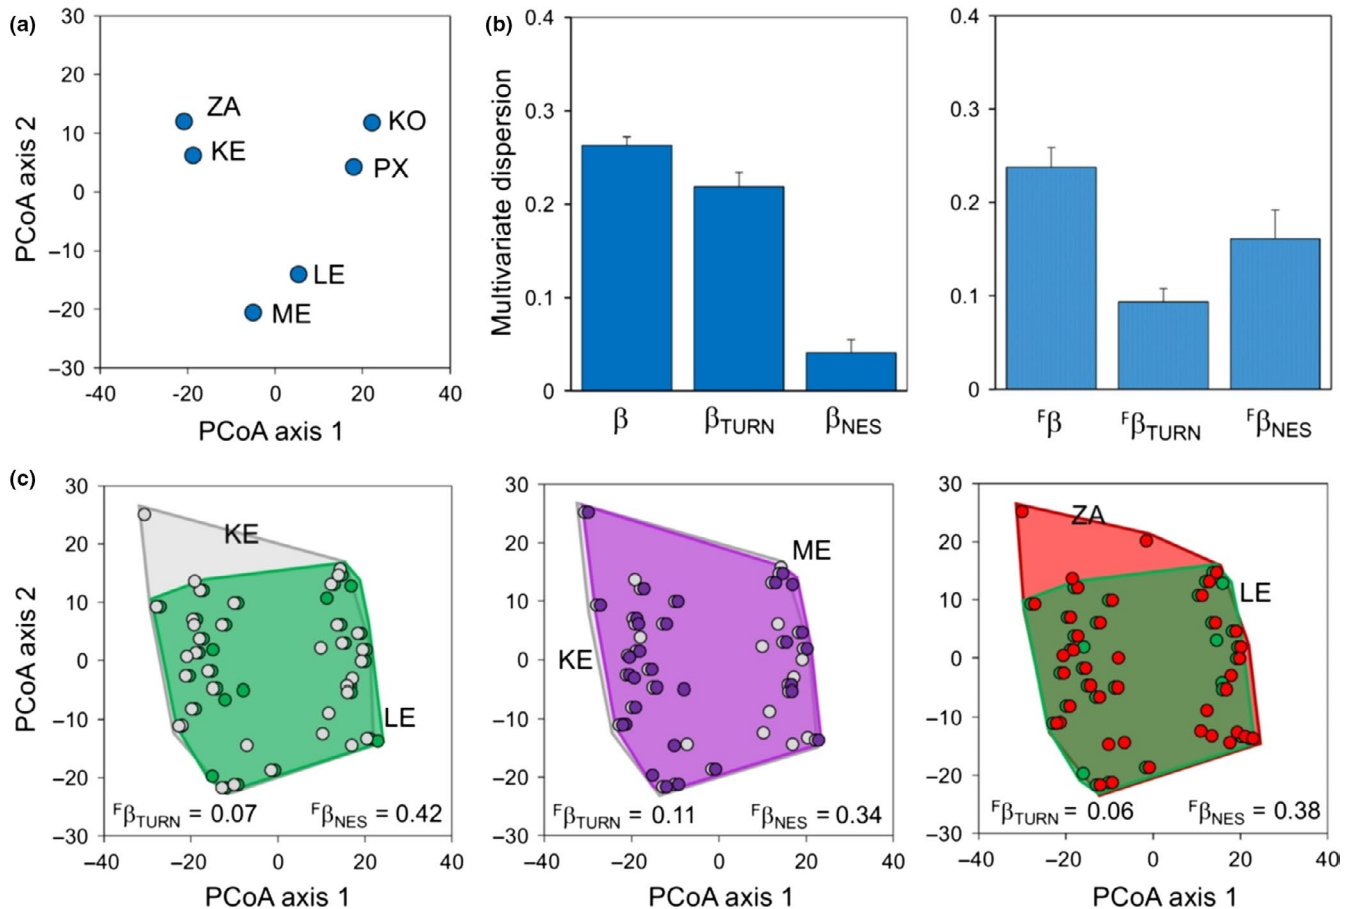 (a)
30
20
10
0
−10
−20
−30
-40
-20
0
20
40
PCoA axis 2
PCoA axis 1
ZA
KE
KO
PX
LE
ME
(b)
0.4
0.3
0.2
0.1
0
Multivariate dispersion
β
βTURN
βNES
0.4
0.3
0.2
0.1
0
Fβ
FβTURN
FβNES
(c)
30
20
10
0
−10
−20
−30
−40
−20
0
20
40
PCoA axis 2
PCoA axis 1
KE
LE
FβTURN = 0.07
FβNES = 0.42
30
20
10
0
−10
−20
−30
−40
−20
0
20
40
PCoA axis 1
ME
KE
FβTURN = 0.11
FβNES = 0.34
30
20
10
0
−10
−20
−30
−40
−20
0
20
40
PCoA axis 1
ZA
LE
FβTURN = 0.06
FβNES = 0.38